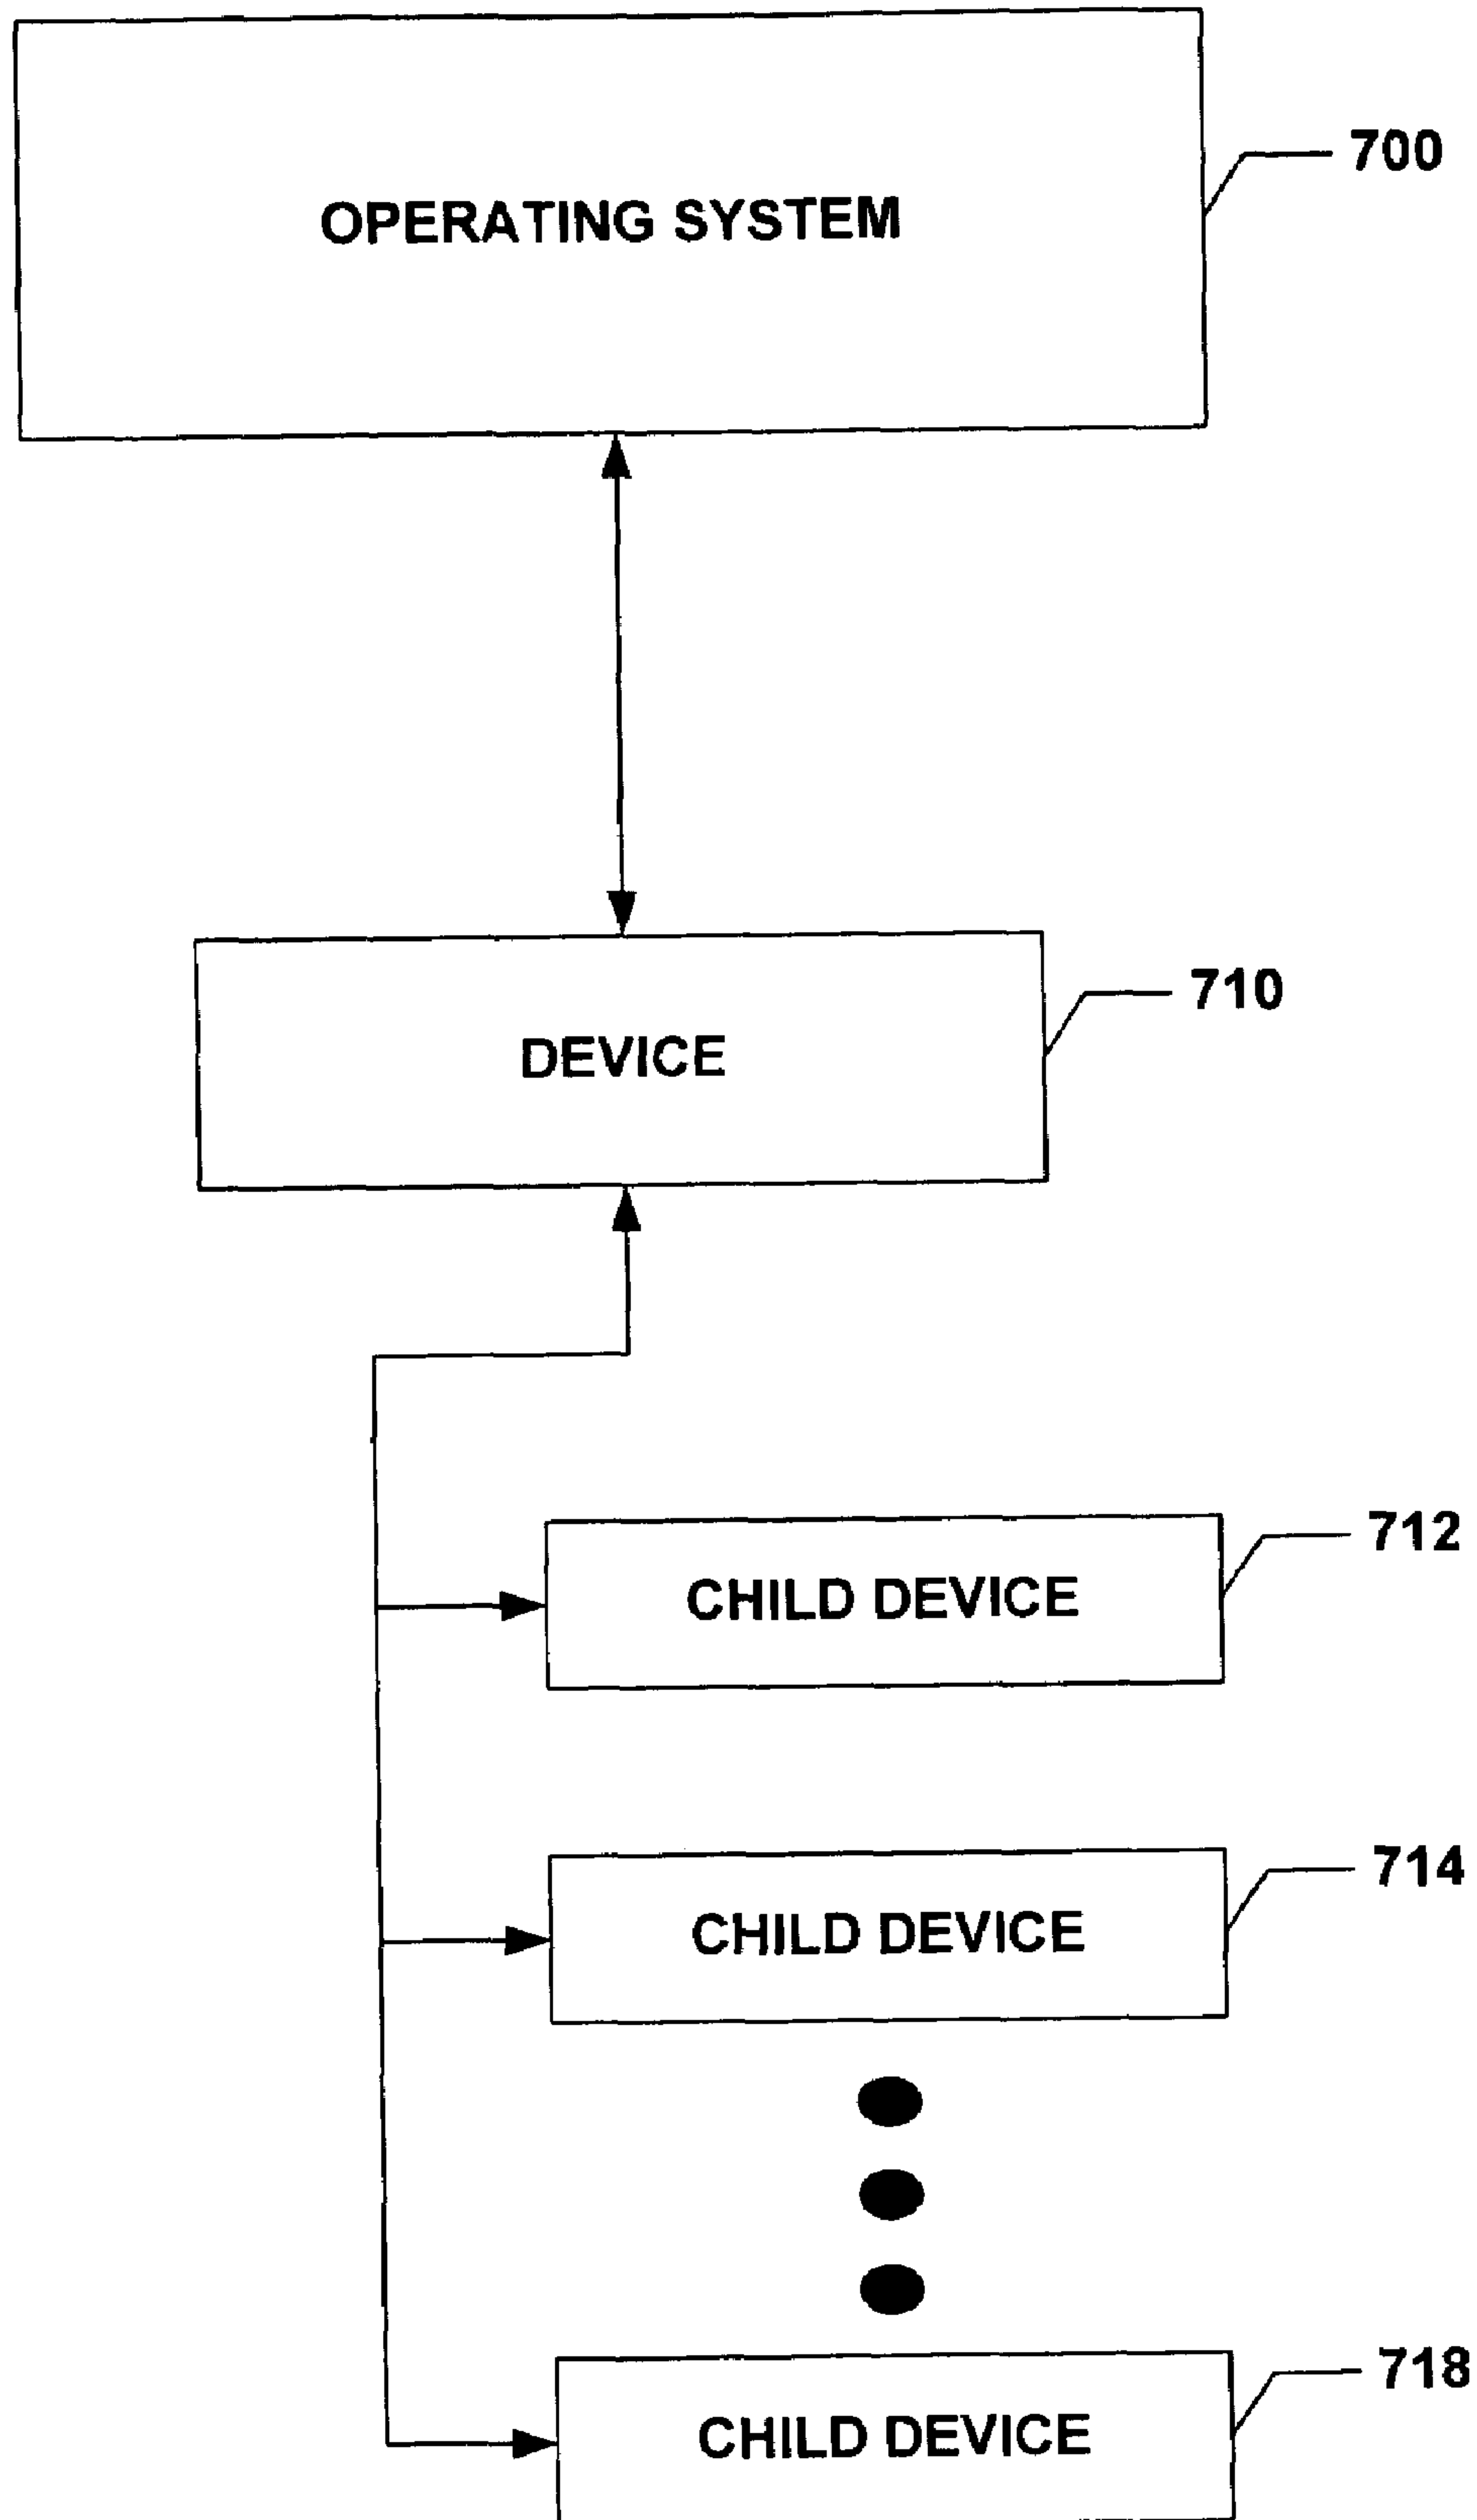 700
OPERATING SYSTEM
710
DEVICE
712
CHILD DEVICE
714
CHILD DEVICE
718
CHILD DEVICE